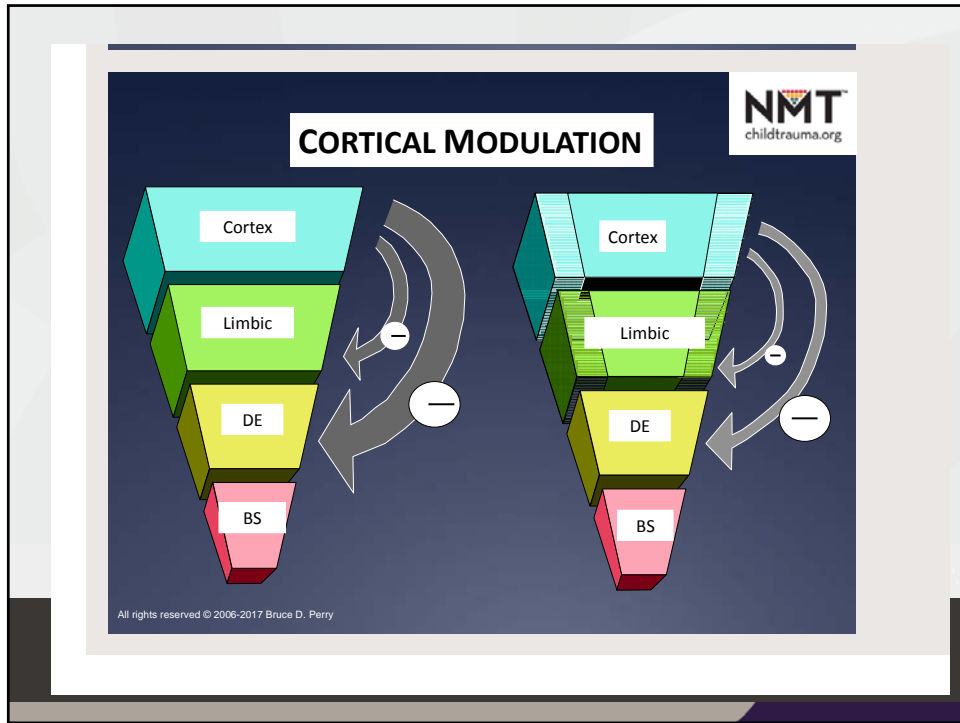 NMT™
childtrauma.org
CORTICAL MODULATION
Cortex
Limbic
DE
BS
–
–
Cortex
Limbic
DE
BS
–
–
All rights reserved © 2006-2017 Bruce D. Perry